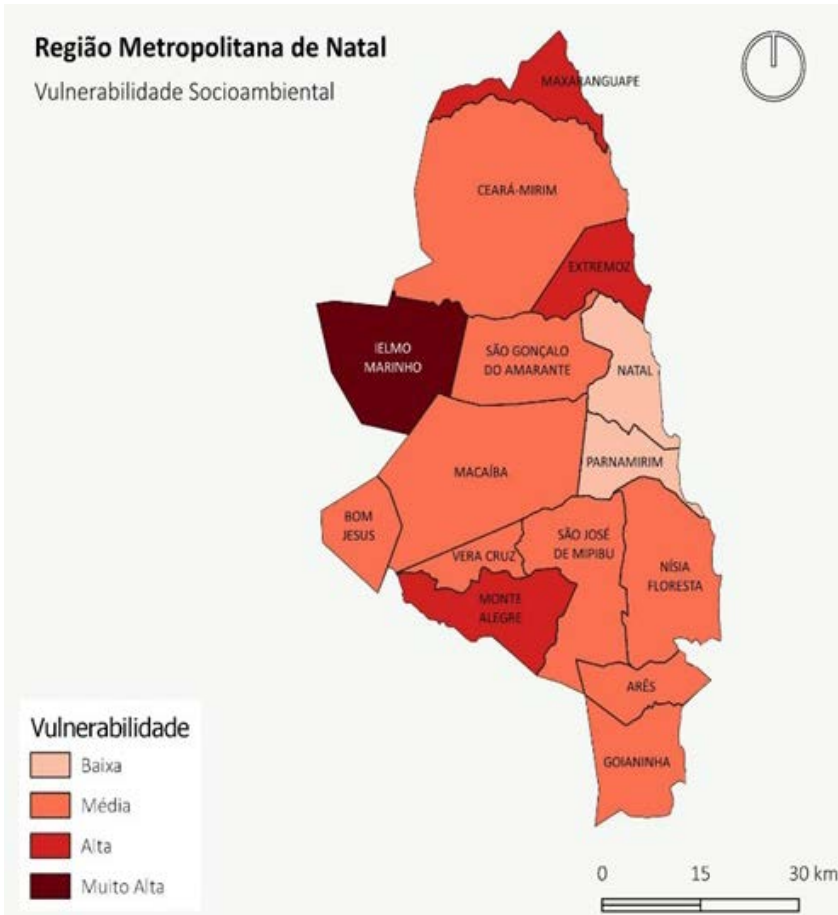 Região Metropolitana de Natal
Vulnerabilidade Socioambiental
MAXARANGUAPE
CEARÁ-MIRIM
EXTREMOZ
IELMO
MARINHO
SÃO GONÇALO
DO AMARANTE
NATAL
MACAÍBA
PARNAMIRIM
BOM
JESUS
VERA CRUZ
SÃO JOSÉ
DE MIPIBU
NÍSIA
FLORESTA
MONTE
ALEGRE
ARÊS
GOIANINHA
Vulnerabilidade
Baixa
Média
Alta
Muito Alta
0 15 30 km